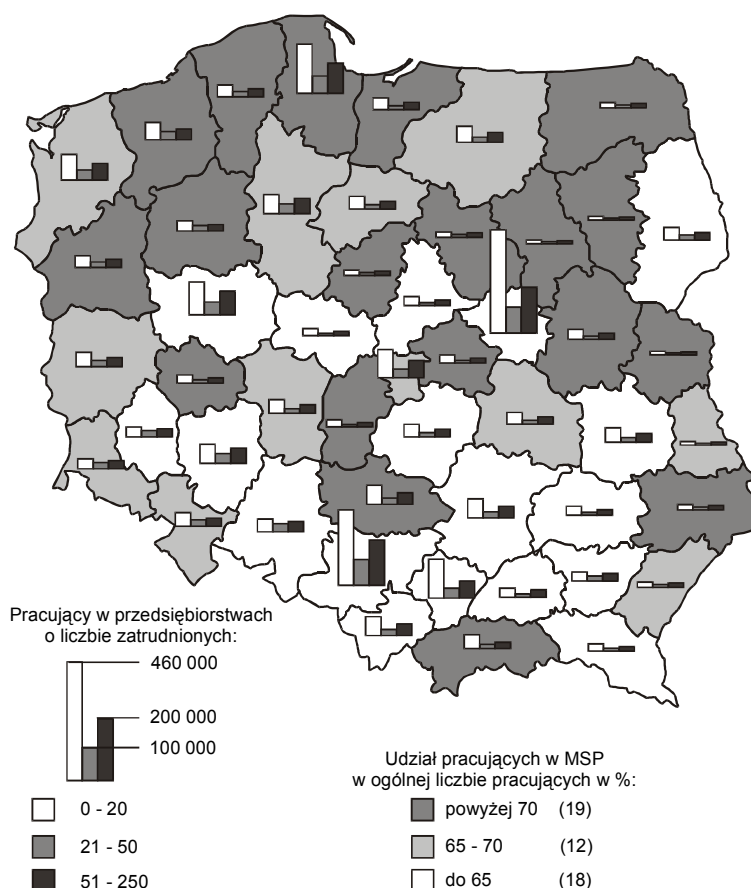 Pracujący w przedsiębiorstwach
o liczbie zatrudnionych:
460 000
200 000
100 000
0 - 20
21 - 50
51 - 250
Udział pracujących w MSP
w ogólnej liczbie pracujących w %:
powyżej 70 (19)
65 - 70 (12)
do 65 (18)